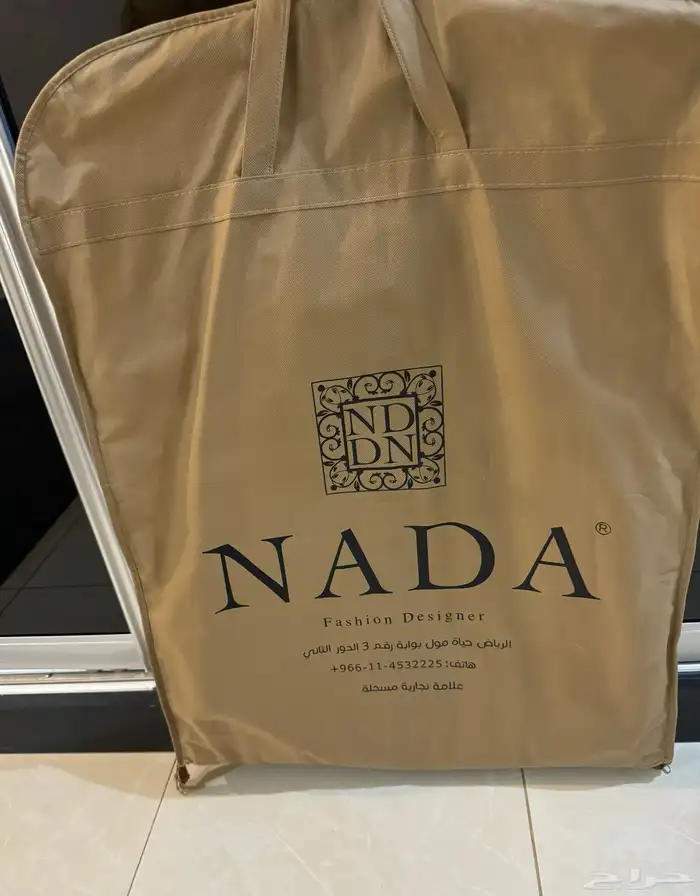 ND
DN
NADA®
Fashion Designer
الرياض حياة مول بوابة رقم 3 الدور الثاني
هاتف: 4532225-11-966+
علامة تجارية مسجلة
حراج